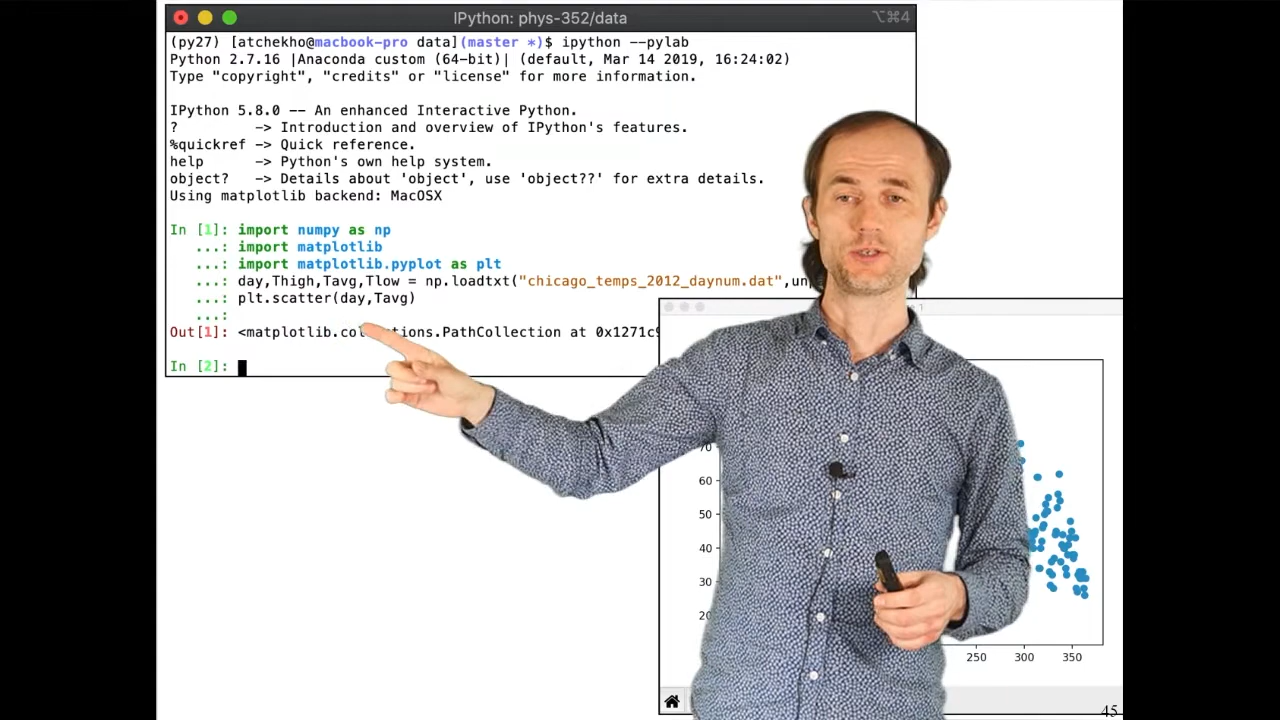 IPython: phys-352/data
⌥⌘4
(py27) [atchekho@macbook-pro data](master *)$ ipython --pylab
Python 2.7.16 |Anaconda custom (64-bit)| (default, Mar 14 2019, 16:24:02)
Type "copyright", "credits" or "license" for more information.
IPython 5.8.0 -- An enhanced Interactive Python.
? -> Introduction and overview of IPython's features.
%quickref -> Quick reference.
help -> Python's own help system.
object? -> Details about 'object', use 'object??' for extra details.
Using matplotlib backend: MacOSX
In [1]: import numpy as np
...: import matplotlib
...: import matplotlib.pyplot as plt
...: day,Thigh,Tavg,Tlow = np.loadtxt("chicago_temps_2012_daynum.dat",
...: plt.scatter(day,Tavg)
...:
Out[1]: <PathCollection at
In [2]:
70
60
50
40
30
20
250 300 350
45